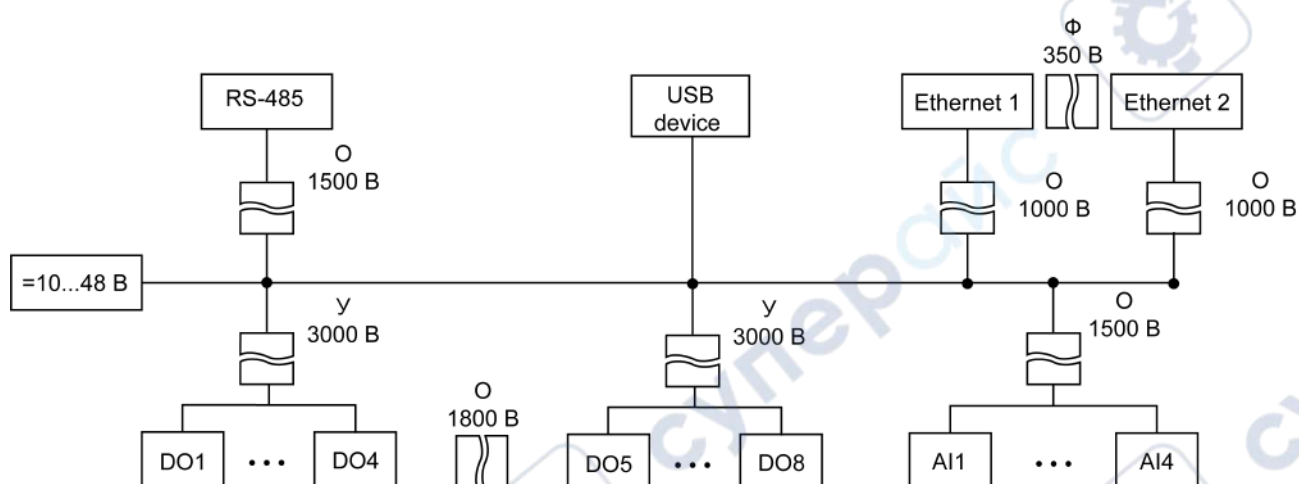 Ф
350 В
RS-485
USB
device
Ethernet 1
Ethernet 2
О
1500 В
О
1000 В
О
1000 В
=10...48 В
У
3000 В
У
3000 В
О
1500 В
О
1800 В
DO1
...
DO4
DO5
...
DO8
AI1
...
AI4
суперайс